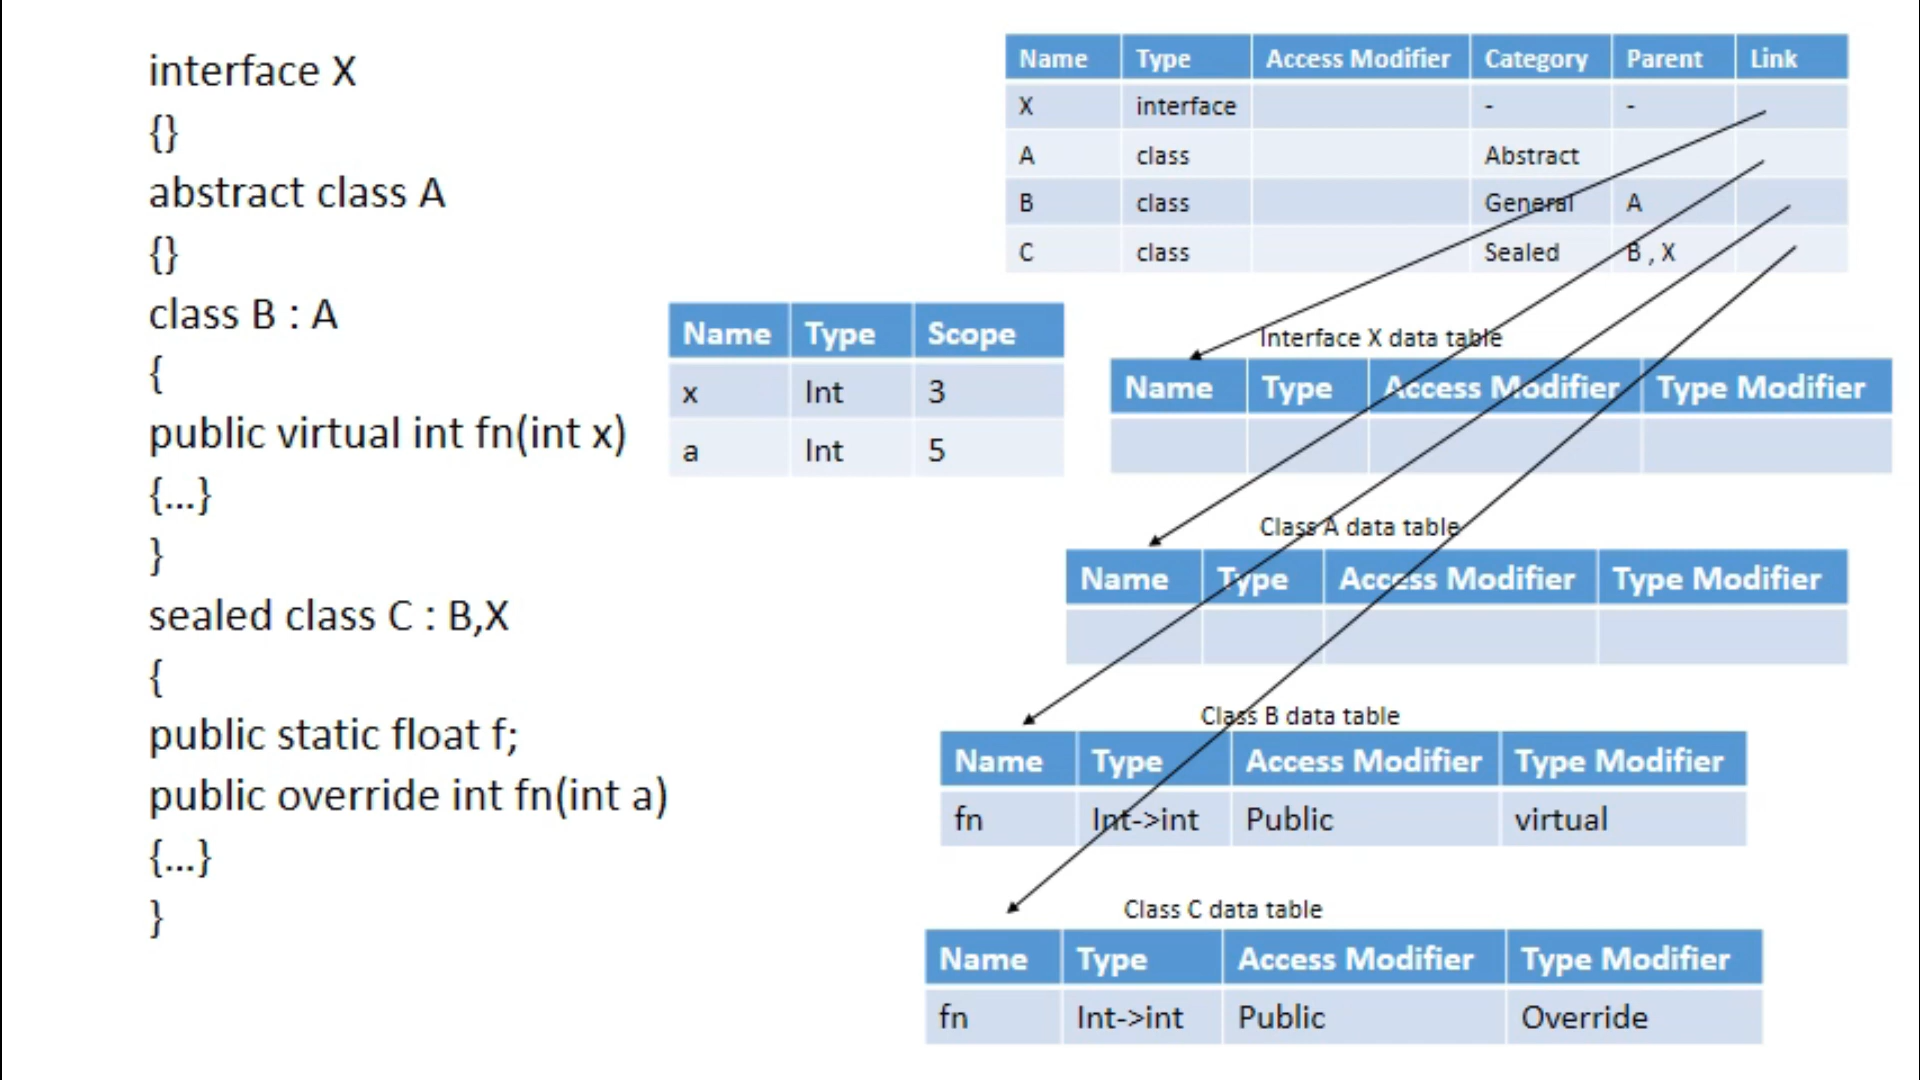 interface X
{}
abstract class A
{}
class B : A
{
public virtual int fn(int x)
{...}
}
sealed class C : B,X
{
public static float f;
public override int fn(int a)
{...}
}
Name Type Scope
x Int 3
a Int 5
Name Type Access Modifier Category Parent Link
X interface - -
A class Abstract
B class General A
C class Sealed B , X
Interface X data table
Name Type Access Modifier Type Modifier
Class A data table
Name Type Access Modifier Type Modifier
Class B data table
Name Type Access Modifier Type Modifier
fn Int->int Public virtual
Class C data table
Name Type Access Modifier Type Modifier
fn Int->int Public Override